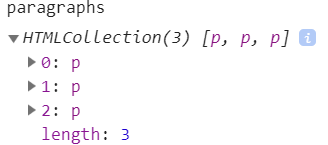 paragraphs
▼HTMLCollection(3) [p, p, p] i
▶0: p
▶1: p
▶2: p
length: 3